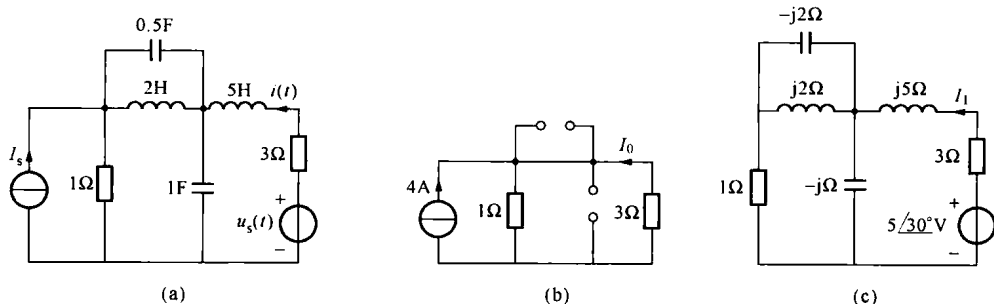 0.5F
2H
5H
i(t)
I_s
1Ω
1F
3Ω
+
u_s(t)
−
(a)
I_0
4A
1Ω
3Ω
(b)
−j2Ω
j2Ω
j5Ω
I_1
1Ω
−jΩ
3Ω
+
5/30°V
−
(c)